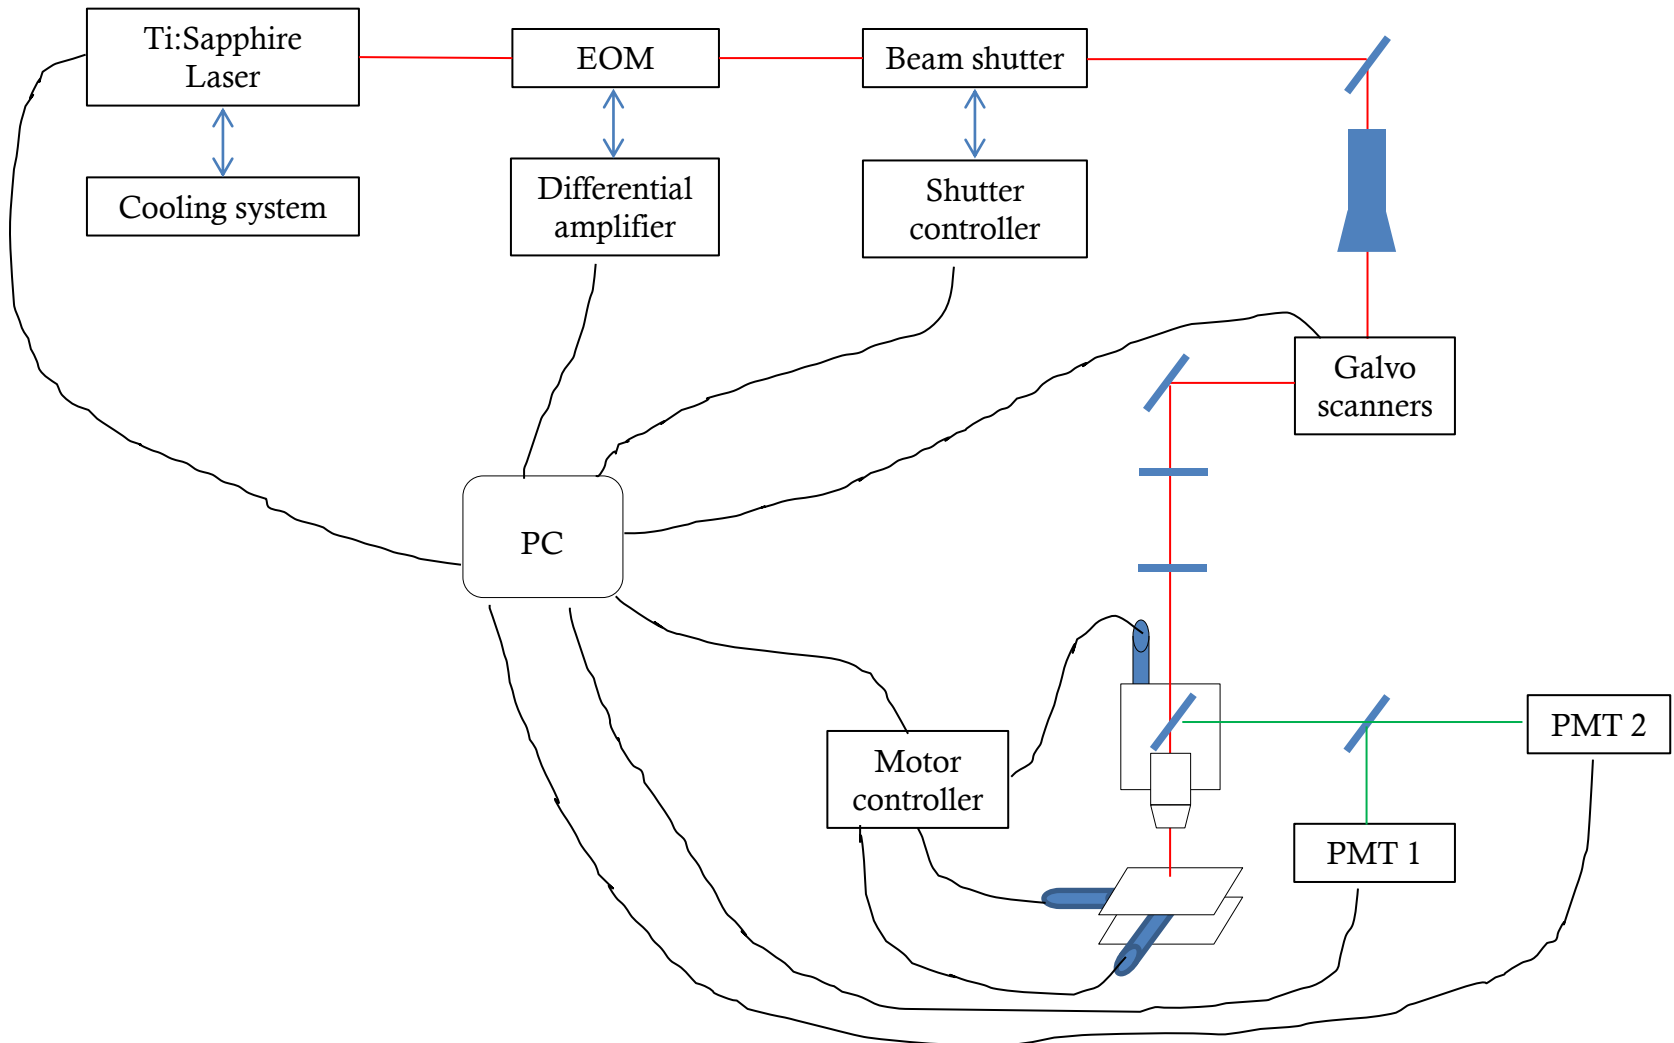 Ti:Sapphire
Laser
EOM
Beam shutter
Cooling system
Differential
amplifier
Shutter
controller
Galvo
scanners
PC
Motor
controller
PMT 2
PMT 1